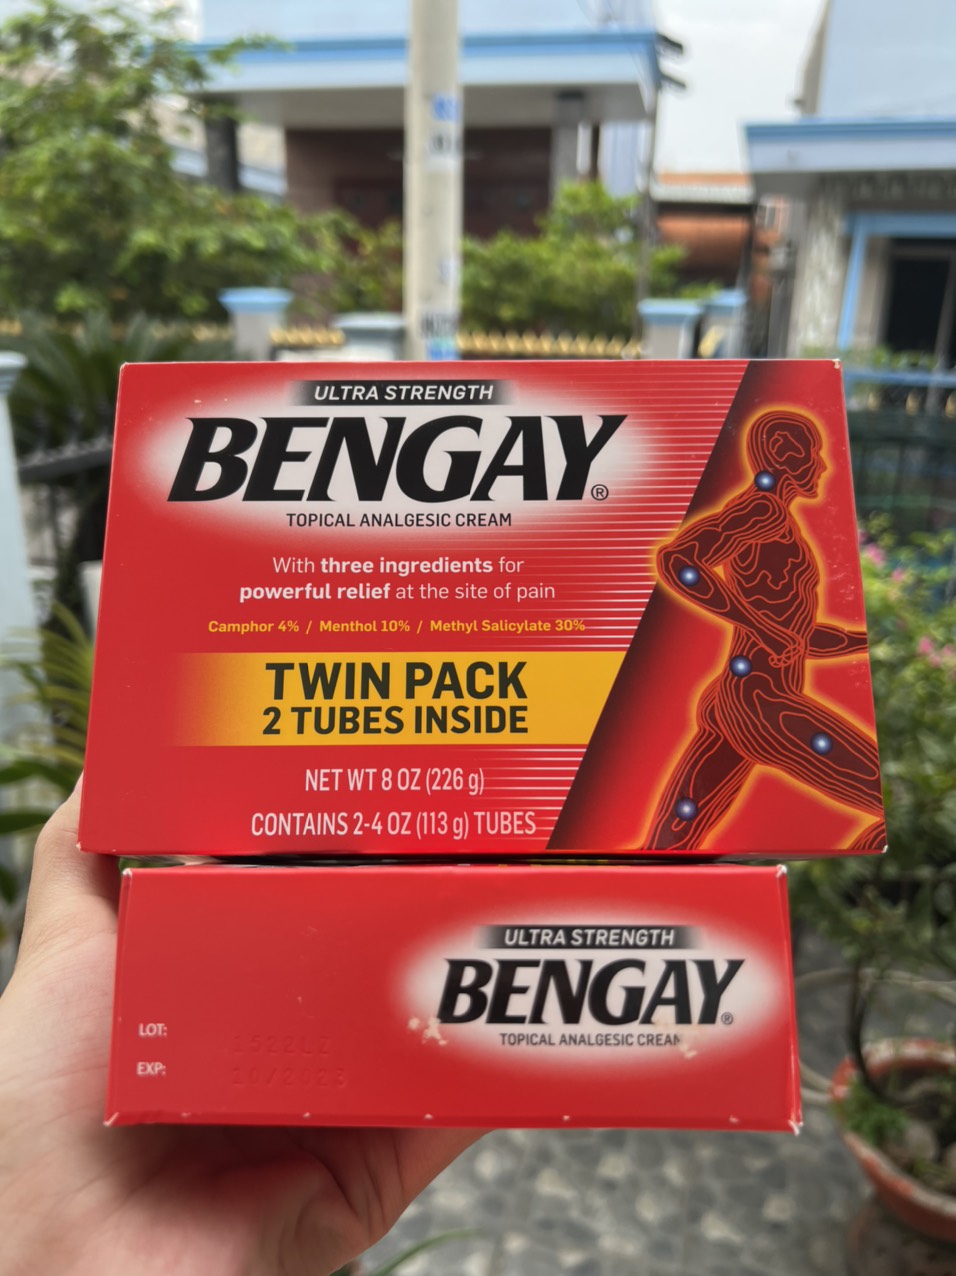 ULTRA STRENGTH
BENGAY®
TOPICAL ANALGESIC CREAM
With three ingredients for
powerful relief at the site of pain
Camphor 4% / Menthol 10% / Methyl Salicylate 30%
TWIN PACK
2 TUBES INSIDE
NET WT 8 OZ (226 g)
CONTAINS 2-4 OZ (113 g) TUBES
ULTRA STRENGTH
BENGAY®
TOPICAL ANALGESIC CREAM
LOT:
EXP: